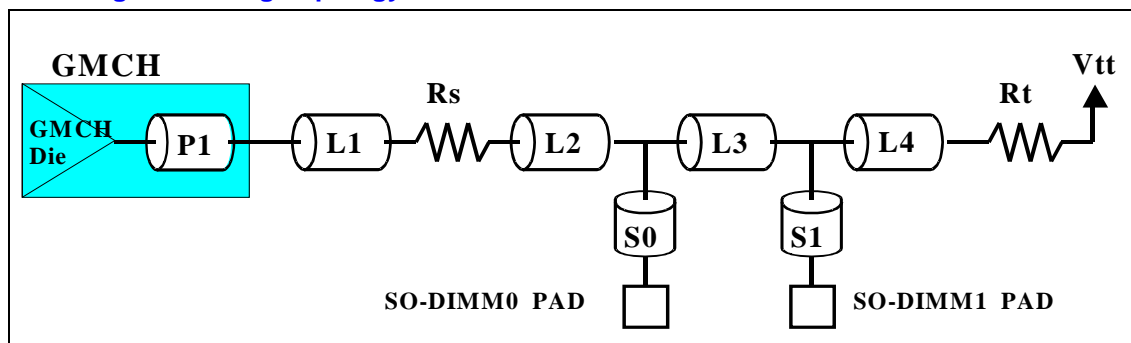 GMCH
GMCH
Die
P1
L1
Rs
L2
L3
L4
Rt
Vtt
S0
S1
SO-DIMM0 PAD
SO-DIMM1 PAD